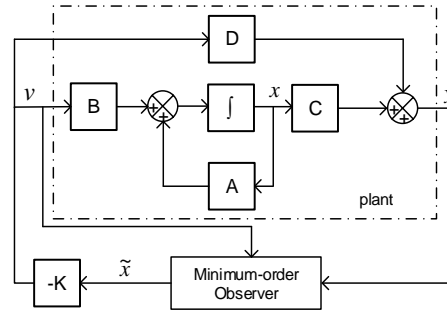 D
v
B
+
+
∫
x
C
+
+
y
A
plant
-K
x̃
Minimum-order
Observer